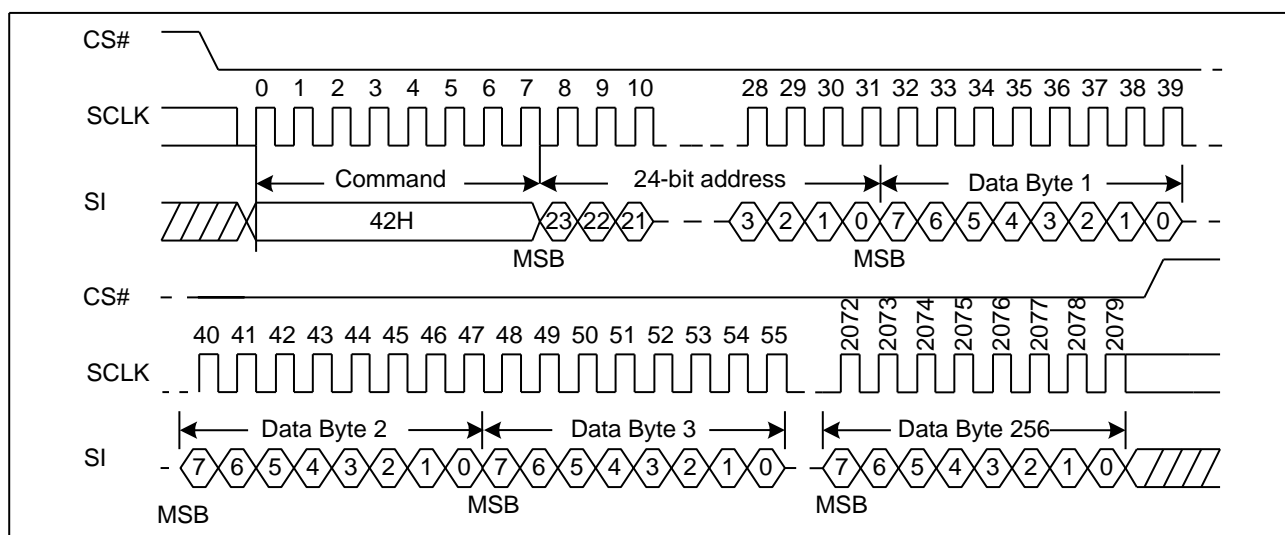 CS#
0 1 2 3 4 5 6 7 8 9 10 28 29 30 31 32 33 34 35 36 37 38 39
SCLK
Command 24-bit address Data Byte 1
SI
42H 23 22 21 3 2 1 0 7 6 5 4 3 2 1 0
MSB MSB
CS#
40 41 42 43 44 45 46 47 48 49 50 51 52 53 54 55 2072 2073 2074 2075 2076 2077 2078 2079
SCLK
Data Byte 2 Data Byte 3 Data Byte 256
SI
7 6 5 4 3 2 1 0 7 6 5 4 3 2 1 0 7 6 5 4 3 2 1 0
MSB MSB MSB